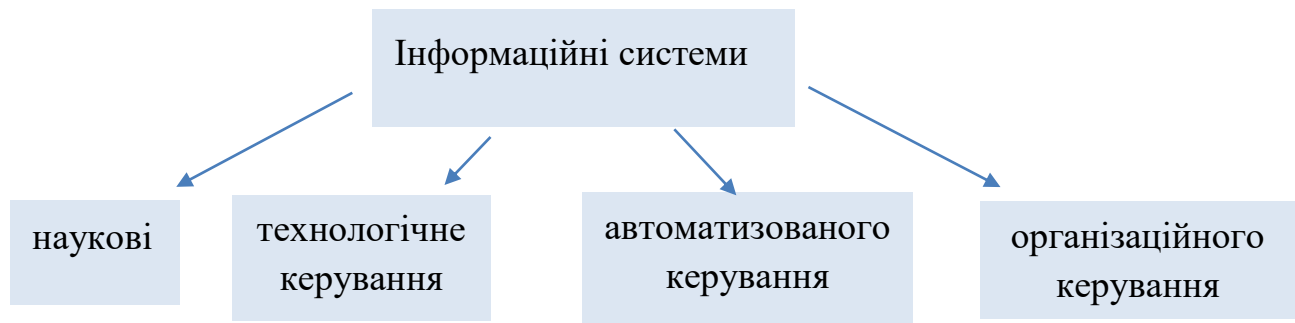 Інформаційні системи
наукові
технологічне
керування
автоматизованого
керування
організаційного
керування